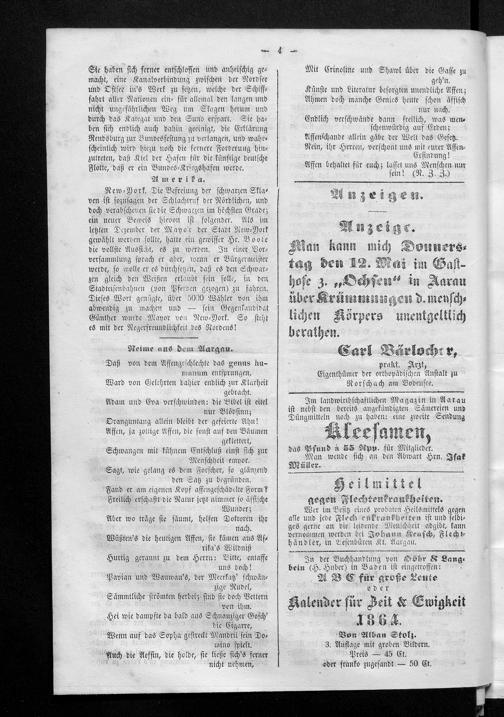 — 4 —
Sie haben sich ferner entschlossen und anheischig ge-
macht, eine Kanalverbindung zwischen der Nordsee
und Ostsee in's Werk zu setzen, welche der Schiff-
fahrt aller Nationen ein- für allemal den langen und
nicht ungefährlichen Weg um Skagen herum und
durch das Kategat und den Sund erspart. Sie ha-
ben sich endlich auch dahin geeinigt, die Erklärung
Rendsburg zur Bundesfestung zu verlangen, und wahr-
scheinlich wird hiezu noch die fernere Forderung hin-
zutreten, daß Kiel der Hafen für die künftige deutsche
Flotte, daß er ein Bundes-Kriegshafen werde.
Amerika.
New-York. Die Befreiung der schwarzen Skla-
ven ist sozusagen der Schlachtruf der Nördlichen, und
doch verabscheuen sie die Schwarzen im höchsten Grade;
ein neuer Beweis hievon ist folgender. Als im
letzten Dezember der Mayor der Stadt New-York
gewählt werden sollte, hatte ein gewisser Hr. Boole
die vollste Aussicht, es zu werden. In einer Vor-
versammlung sprach er aber, wenn er Bürgermeister
werde, so wolle er es durchsetzen, daß es den Schwar-
zen gleich den Weißen erlaubt sein solle, in den
Stadteisenbahnen (von Pferden gezogen) zu fahren.
Dieses Wort genügte, über 5000 Wähler von ihm
abwendig zu machen — sein Gegenkandidat
Günther wurde Mayor von New-York. So steht
es mit der Negerfreundlichkeit des Nordens!
Reime aus dem Aargau.
Daß von dem Affengeschlechte das genus hu-
manum entsprungen,
Ward von Gelehrten dahier endlich zur Klarheit
gebracht.
Adam und Eva verschwinden: die Bibel ist eitel
nur Blödsinn;
Orangutang allein bleibt der gefeierte Ahn!
Affen, ja zottige Affen, die sonst auf den Bäumen
geklettert,
Schwangen mit kühnem Entschluß einst sich zur
Menschheit empor.
Sagt, wie gelang es dem Forscher, so glänzend
den Satz zu begründen.
Fand er am eigenen Kopf affengeschädelte Form?
Freilich erschafft die Natur jetzt nimmer so äffische
Wunder;
Aber wo träge sie säumt, helfen Doktoren ihr
nach.
Wüßten's die heutigen Affen, sie kämen aus Af-
rika's Wildniß
Hurtig gerannt zu dem Herrn: Bitte, entaffe
uns doch!
Pavian und Wauwau's, der Meerkatz' schwän-
zige Rudel,
Sämmtliche strömten herbei; sind sie doch Vettern
von ihm.
Hei wie dampfte da bald aus Schnauziger Gosch'
die Cigarre,
Wenn auf das Sopha gestreckt Mandril sein Do-
mino spielt.
Auch die Aeffin, die holde, sie ließe sich's ferner
nicht nehmen,
Mit Crinoline und Shawl über die Gasse zu
geh'n.
Künste und Literatur besorgten unendliche Affen;
Ahmen doch manche Genies heute schon äffisch
nur nach.
Endlich verschwände dann freilich, was men-
schenwürdig auf Erden;
Affenschande allein gäbe der Welt das Gesetz.
Nein, ihr Herrn, verschont uns mit eurer Affen-
Erfindung!
Affen behaltet für euch; lasset uns Menschen nur
sein! (N. Z. Z.)
Anzeigen.
Anzeige.
Man kann mich Donners-
tag den 12. Mai im Gast-
hofe z. „Ochsen“ in Aarau
über Krümmungen d. mensch-
lichen Körpers unentgeltlich
berathen.
Carl Bärlocher,
prakt. Arzt,
Eigenthümer der orthopädischen Anstalt zu
Rorschach am Bodensee.
Im landwirthschaftlichen Magazin in Aarau
ist nebst den bereits angekündigten Sämereien und
Düngmitteln noch zu haben: eine zweite Sendung
Kleesamen,
das Pfund à 55 Rpp. für Mitglieder.
Man wende sich an den Abwart Hrn. Isak
Müller.
Heilmittel
gegen Flechtenkrankheiten.
Wer im Besitz eines probaten Heilmittels gegen
alle und jede Flechtenkrankheiten ist und selbi-
ges gerne an die leidende Menschheit abgibt, kann
vernommen werden bei Johann Reusch, Flecht-
händler, in Besenbüren Kt. Aargau.
In der Buchhandlung von Höhr & Lang-
bein (H. Huber) in Baden ist eingetroffen:
A B C für große Leute
oder
Kalender für Zeit & Ewigkeit
1864.
Von Alban Stolz.
3. Auflage mit groben Bildern.
Preis — 45 Ct.
oder franko zugesandt — 50 Ct.